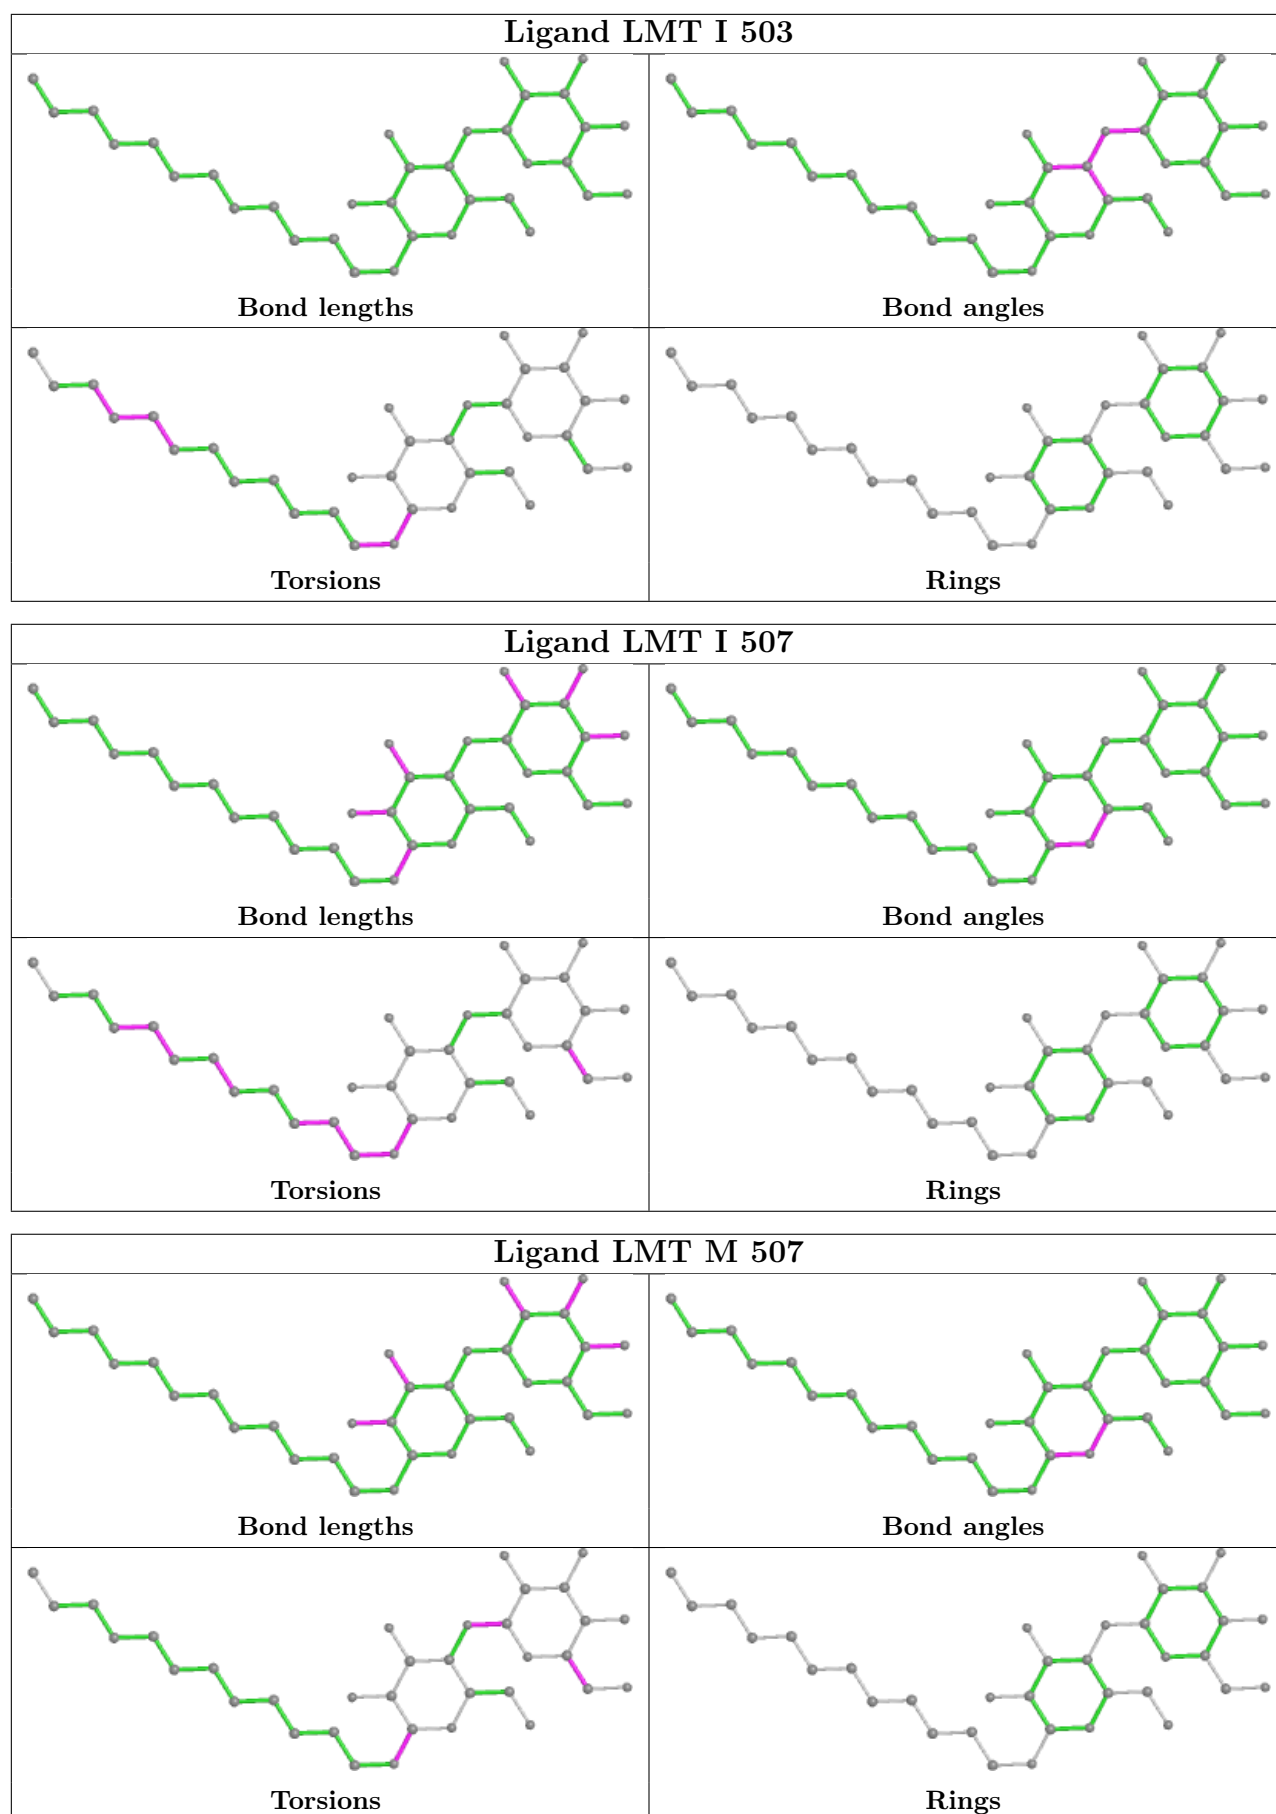 Ligand LMT I 503
Bond lengths
Bond angles
Torsions
Rings
Ligand LMT I 507
Bond lengths
Bond angles
Torsions
Rings
Ligand LMT M 507
Bond lengths
Bond angles
Torsions
Rings